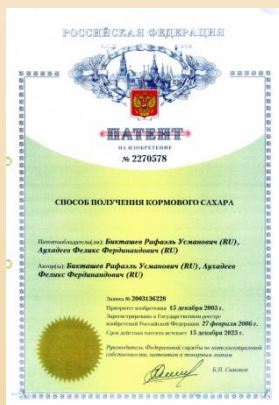 РОССИЙСКАЯ ФЕДЕРАЦИЯ
ПАТЕНТ
НА ИЗОБРЕТЕНИЕ
№ 2270578
СПОСОБ ПОЛУЧЕНИЯ КОРМОВОГО САХАРА
Патентообладатель(ли): Бикташев Рафаэль Усманович (RU),
Аухадеев Феликс Фердинандович (RU)
Автор(ы): Бикташев Рафаэль Усманович (RU), Аухадеев
Феликс Фердинандович (RU)
Заявка № 2003136228
Приоритет изобретения 15 декабря 2003 г.
Зарегистрировано в Государственном реестре
изобретений Российской Федерации 27 февраля 2006 г.
Срок действия патента истекает 15 декабря 2023 г.
Руководитель Федеральной службы по интеллектуальной
собственности, патентам и товарным знакам
Б.П. Симонов